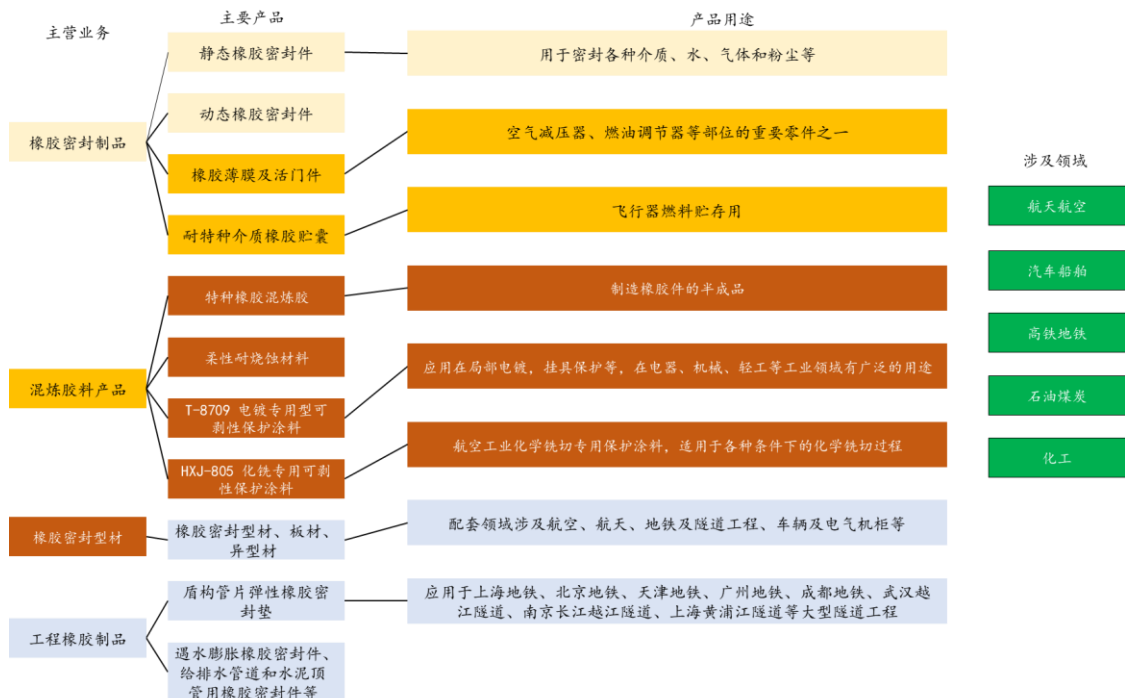 主营业务
主要产品
产品用途
静态橡胶密封件
用于密封各种介质、水、气体和粉尘等
动态橡胶密封件
橡胶密封制品
空气减压器、燃油调节器等部位的重要零件之一
橡胶薄膜及活门件
涉及领域
航天航空
飞行器燃料贮存用
耐特种介质橡胶贮囊
汽车船舶
特种橡胶混炼胶
制造橡胶件的半成品
高铁地铁
柔性耐烧蚀材料
应用在局部电镀，挂具保护等，在电器、机械、轻工等工业领域有广泛的用途
混炼胶料产品
石油煤炭
T-8709 电镀专用型可
剥性保护涂料
航空工业化学铣切专用保护涂料，适用于各种条件下的化学铣切过程
化工
HXJ-805 化铣专用可剥
性保护涂料
橡胶密封型材
橡胶密封型材、板材、
异型材
配套领域涉及航空、航天、地铁及隧道工程、车辆及电气机柜等
盾构管片弹性橡胶密
封垫
应用于上海地铁、北京地铁、天津地铁、广州地铁、成都地铁、武汉越
江隧道、南京长江越江隧道、上海黄浦江隧道等大型隧道工程
工程橡胶制品
遇水膨胀橡胶密封件、
给排水管道和水泥顶
管用橡胶密封件等